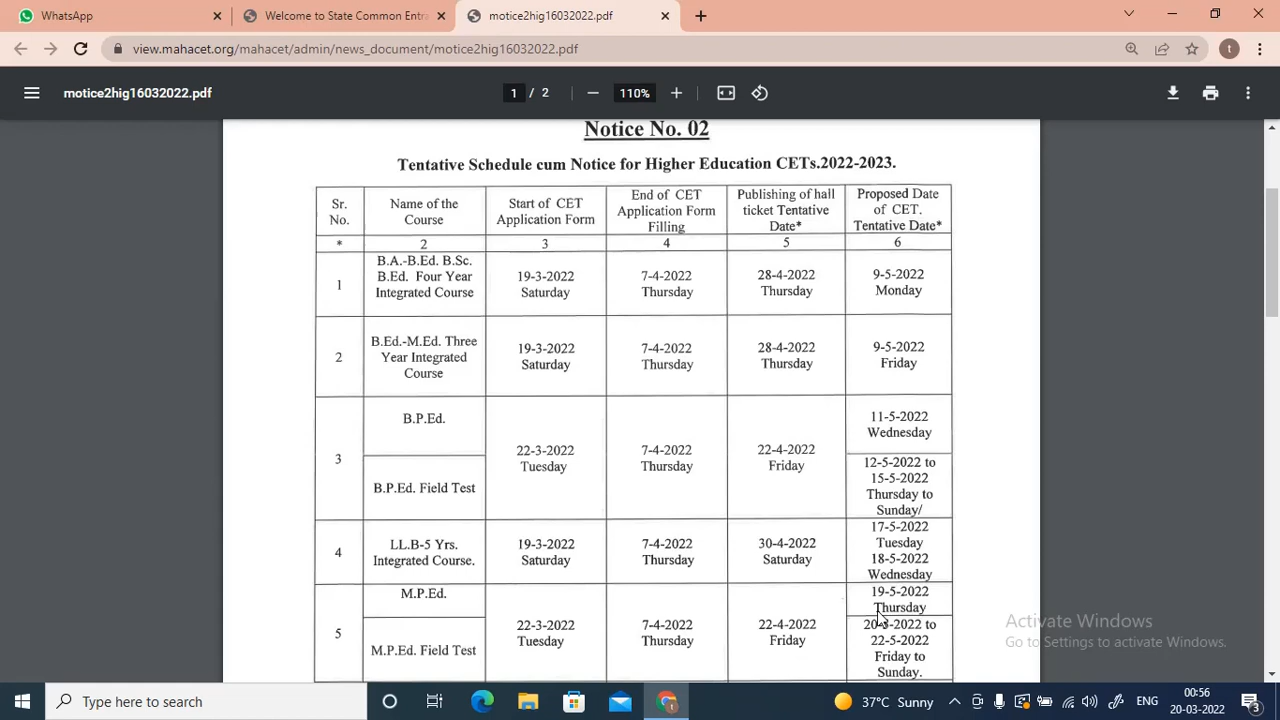 WhatsApp
Welcome to State Common Entra
motice2hig16032022.pdf
view.mahacet.org/mahacet/admin/news_document/motice2hig16032022.pdf
t
motice2hig16032022.pdf
1 / 2
110%
Notice No. 02
Tentative Schedule cum Notice for Higher Education CETs.2022-2023.
Sr. No.
Name of the Course
Start of CET Application Form
End of CET Application Form Filling
Publishing of hall ticket Tentative Date*
Proposed Date of CET. Tentative Date*
* 2 3 4 5 6
1
B.A.-B.Ed. B.Sc.
B.Ed. Four Year
Integrated Course
19-3-2022
Saturday
7-4-2022
Thursday
28-4-2022
Thursday
9-5-2022
Monday
2
B.Ed.-M.Ed. Three
Year Integrated
Course
19-3-2022
Saturday
7-4-2022
Thursday
28-4-2022
Thursday
9-5-2022
Friday
3
B.P.Ed.
B.P.Ed. Field Test
22-3-2022
Tuesday
7-4-2022
Thursday
22-4-2022
Friday
11-5-2022
Wednesday
12-5-2022 to
15-5-2022
Thursday to
Sunday/
4
LL.B-5 Yrs.
Integrated Course.
19-3-2022
Saturday
7-4-2022
Thursday
30-4-2022
Saturday
17-5-2022
Tuesday
18-5-2022
Wednesday
5
M.P.Ed.
M.P.Ed. Field Test
22-3-2022
Tuesday
7-4-2022
Thursday
22-4-2022
Friday
19-5-2022
Thursday
20-5-2022 to
22-5-2022
Friday to
Sunday.
Activate Windows
Go to Settings to activate Windows.
Type here to search
37°C Sunny
ENG
00:56
20-03-2022
3